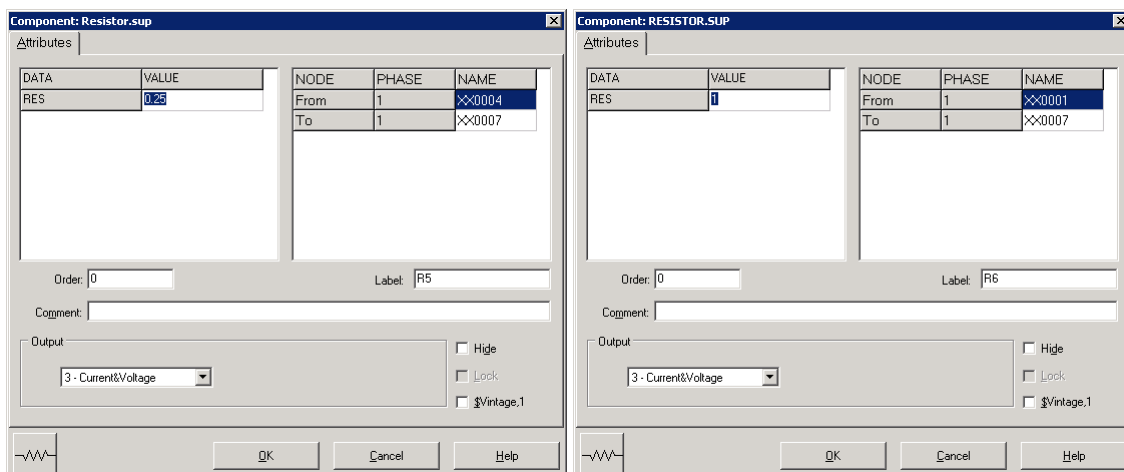 Component: Resistor.sup
Attributes
DATA VALUE
RES 0.25
NODE PHASE NAME
From 1 XX0004
To 1 XX0007
Order: 0
Label: R5
Comment:
Output
3 - Current&Voltage
Hide
Lock
$Vintage,1
OK Cancel Help
Component: RESISTOR.SUP
Attributes
DATA VALUE
RES 1
NODE PHASE NAME
From 1 XX0001
To 1 XX0007
Order: 0
Label: R6
Comment:
Output
3 - Current&Voltage
Hide
Lock
$Vintage,1
OK Cancel Help